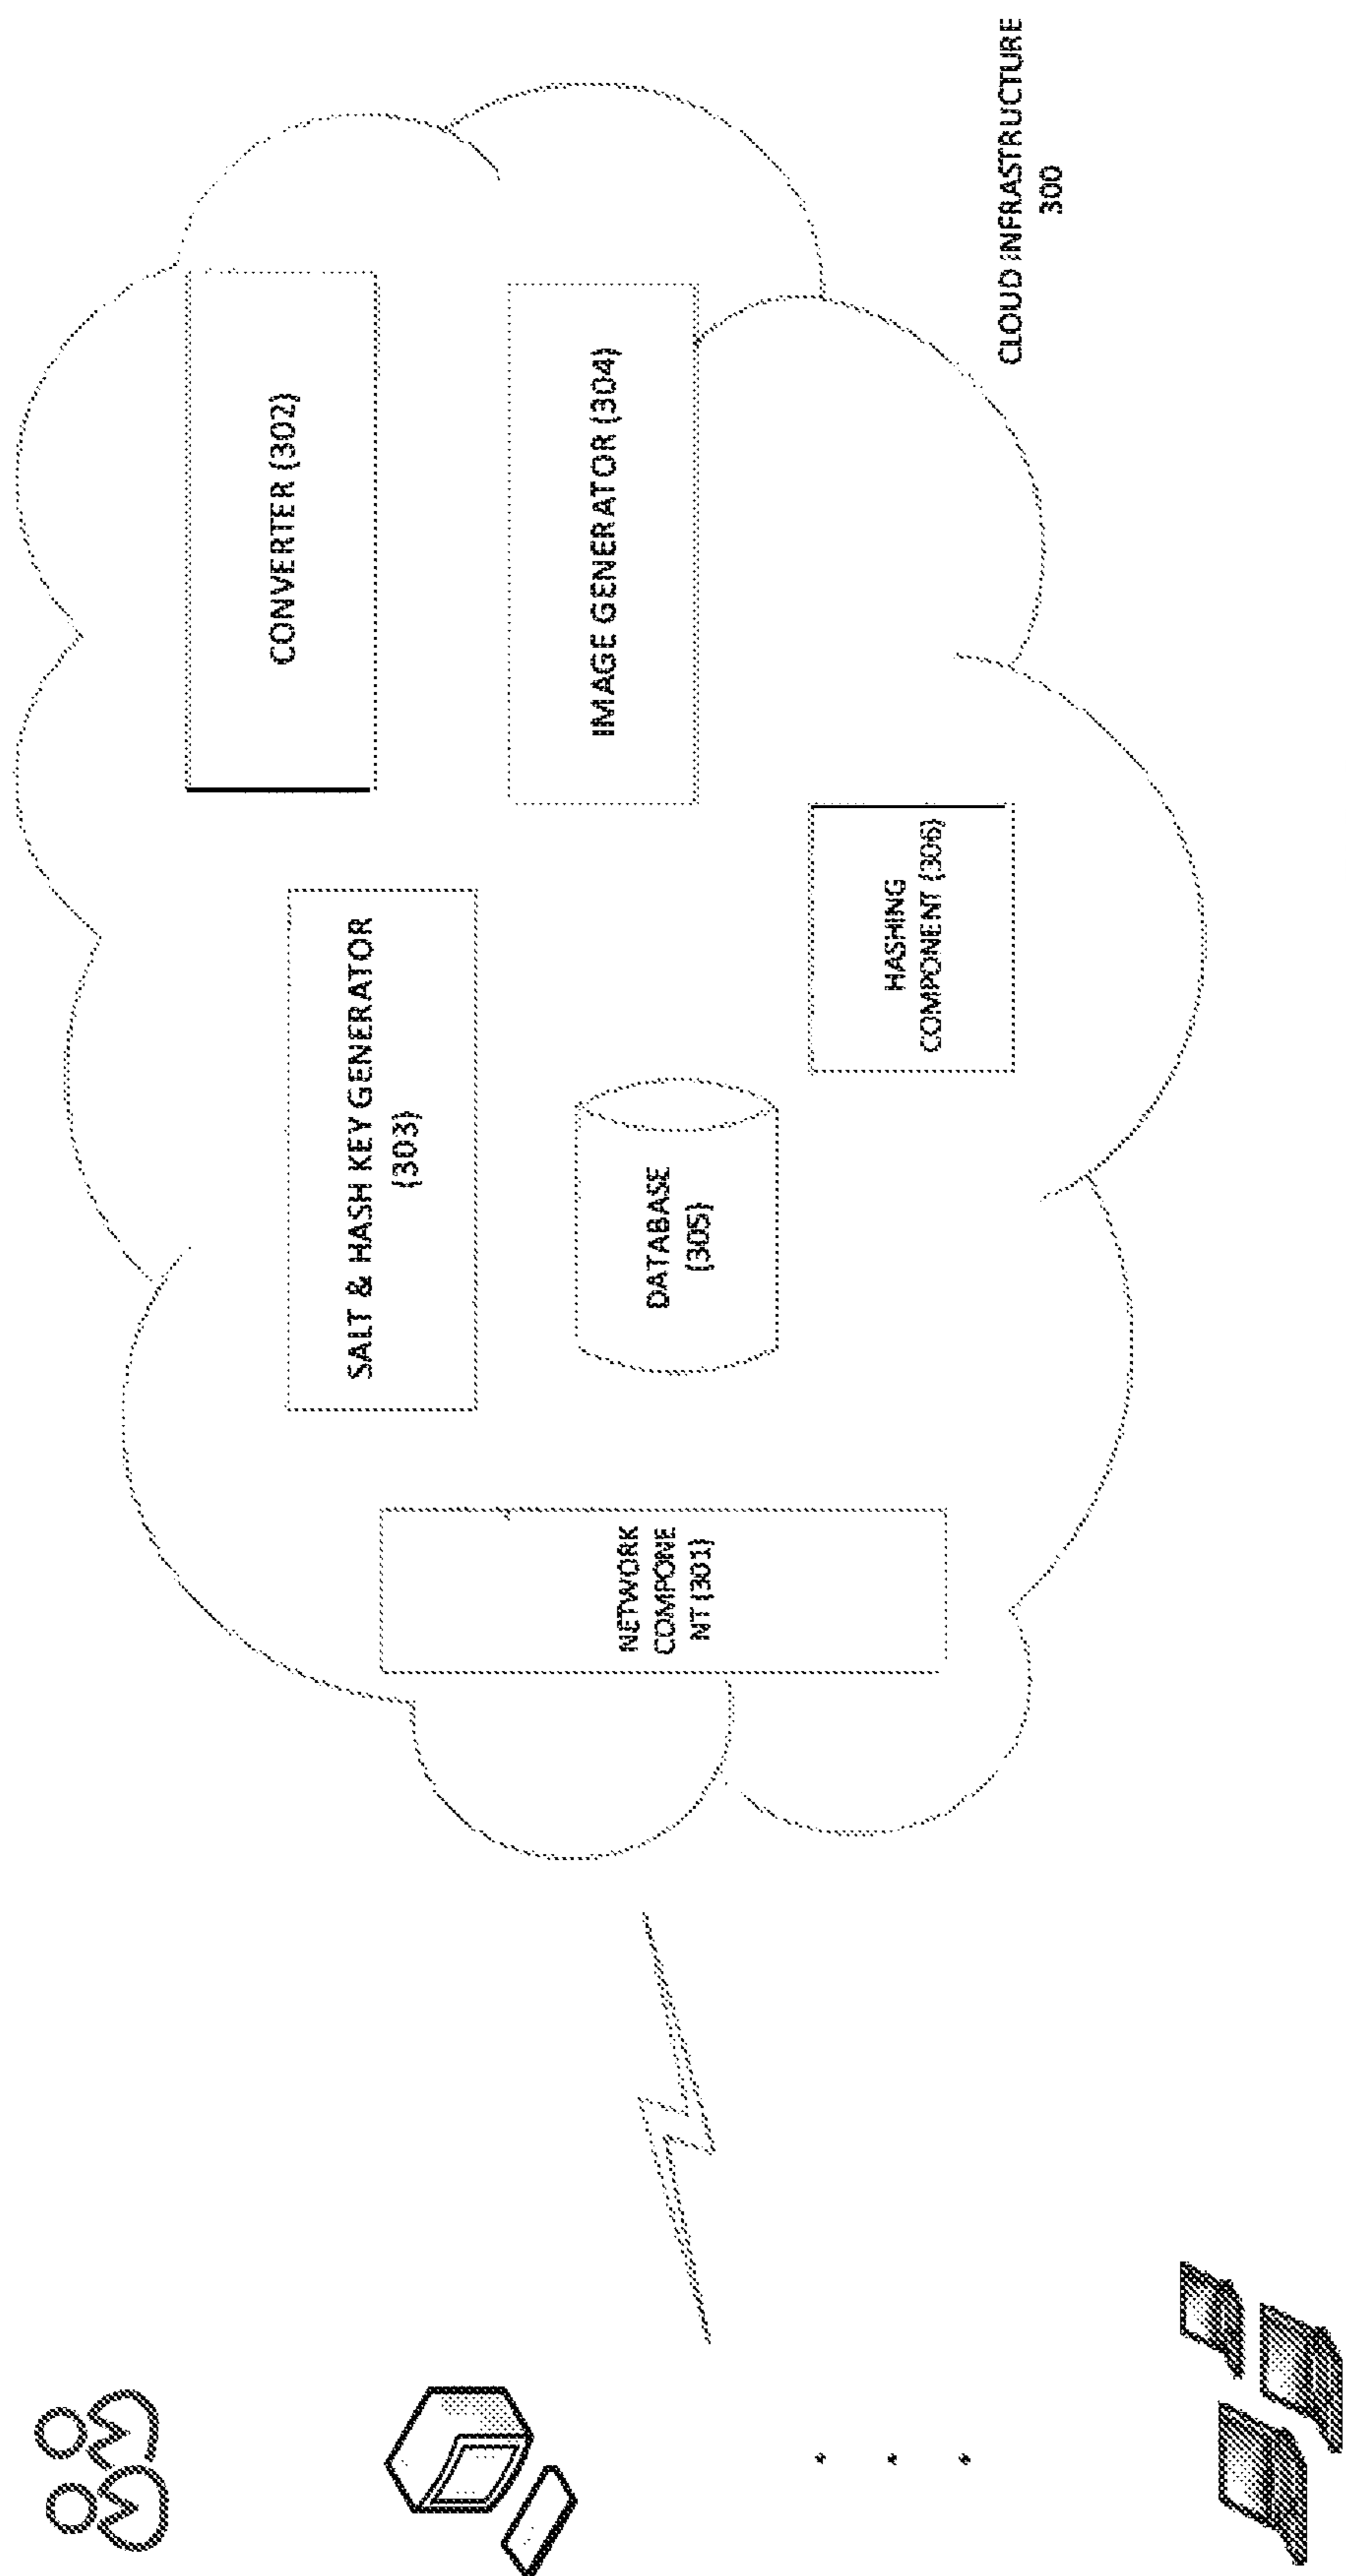 CONVERTER (302)
SALT & HASH KEY GENERATOR
(303)
IMAGE GENERATOR (304)
NETWORK
COMPONE
NT (301)
DATABASE
(305)
HASHING
COMPONENT (306)
CLOUD INFRASTRUCTURE
300